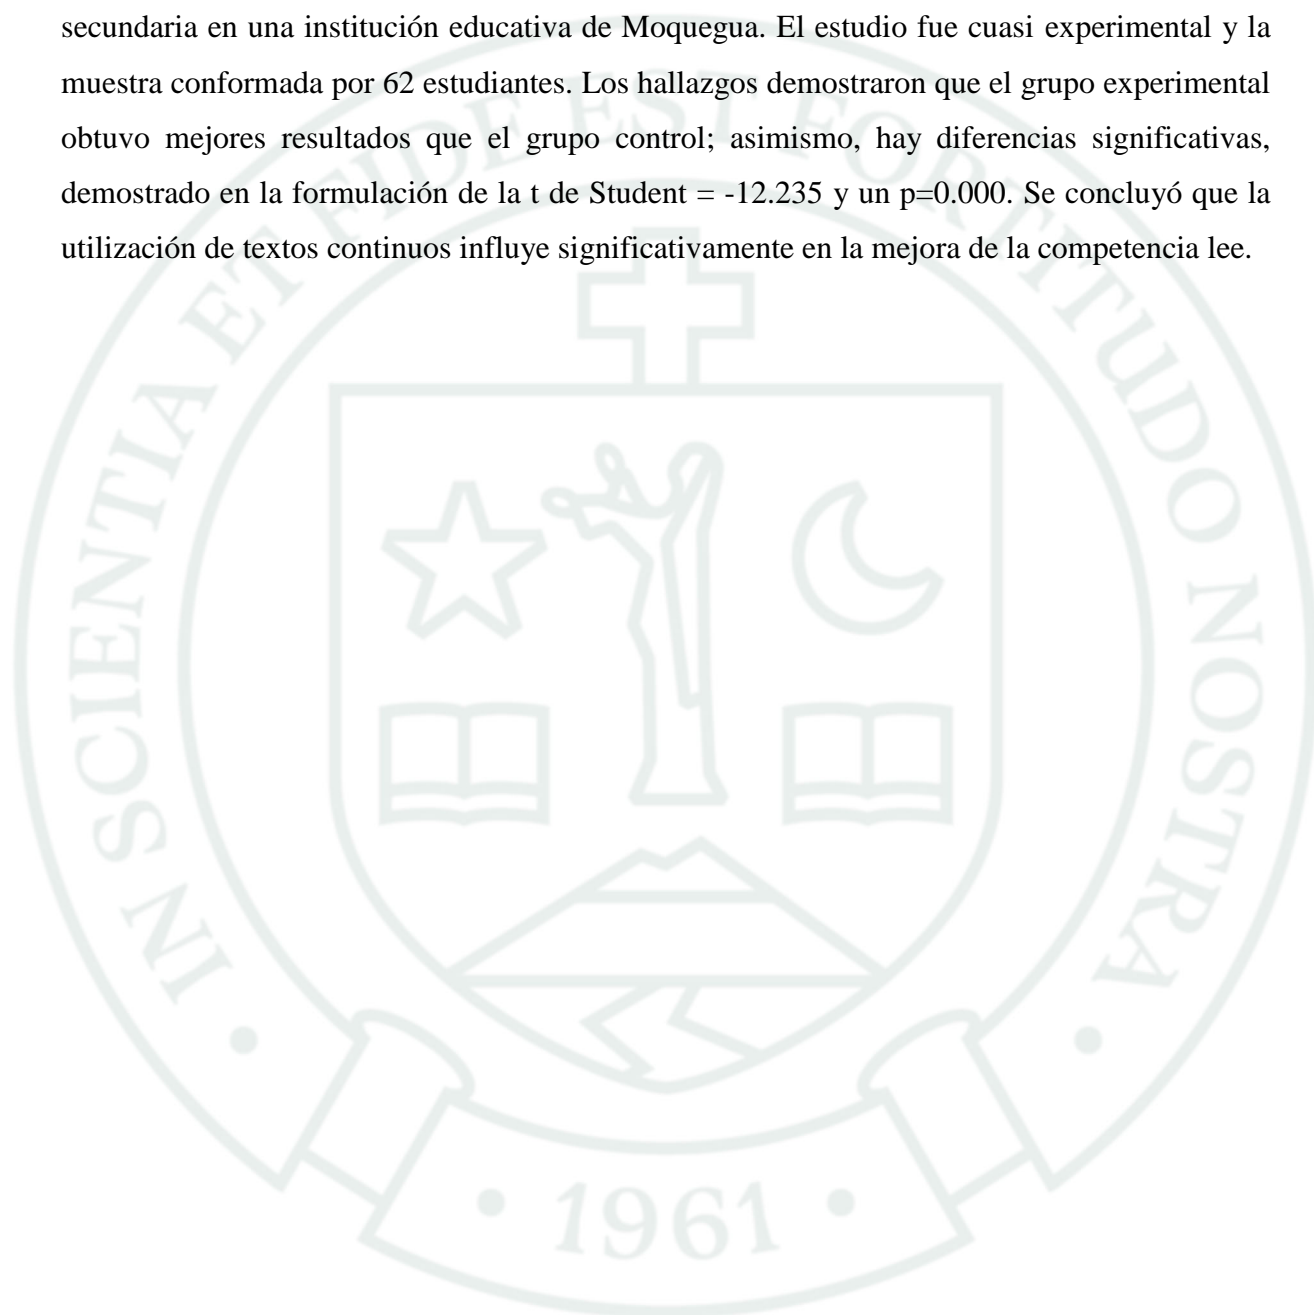 secundaria en una institución educativa de Moquegua. El estudio fue cuasi experimental y la
muestra conformada por 62 estudiantes. Los hallazgos demostraron que el grupo experimental
obtuvo mejores resultados que el grupo control; asimismo, hay diferencias significativas,
demostrado en la formulación de la t de Student = -12.235 y un p=0.000. Se concluyó que la
utilización de textos continuos influye significativamente en la mejora de la competencia lee.
IN SCIENTIA ET FIDE EST FORTITUDO NOSTRA
• 1961 •